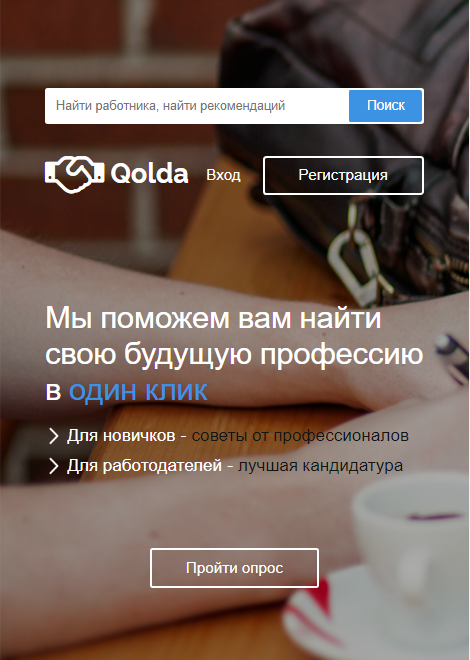 Найти работника, найти рекомендаций
Поиск
Qolda
Вход
Регистрация
Мы поможем вам найти
свою будущую профессию
в один клик
Для новичков - советы от профессионалов
Для работодателей - лучшая кандидатура
Пройти опрос